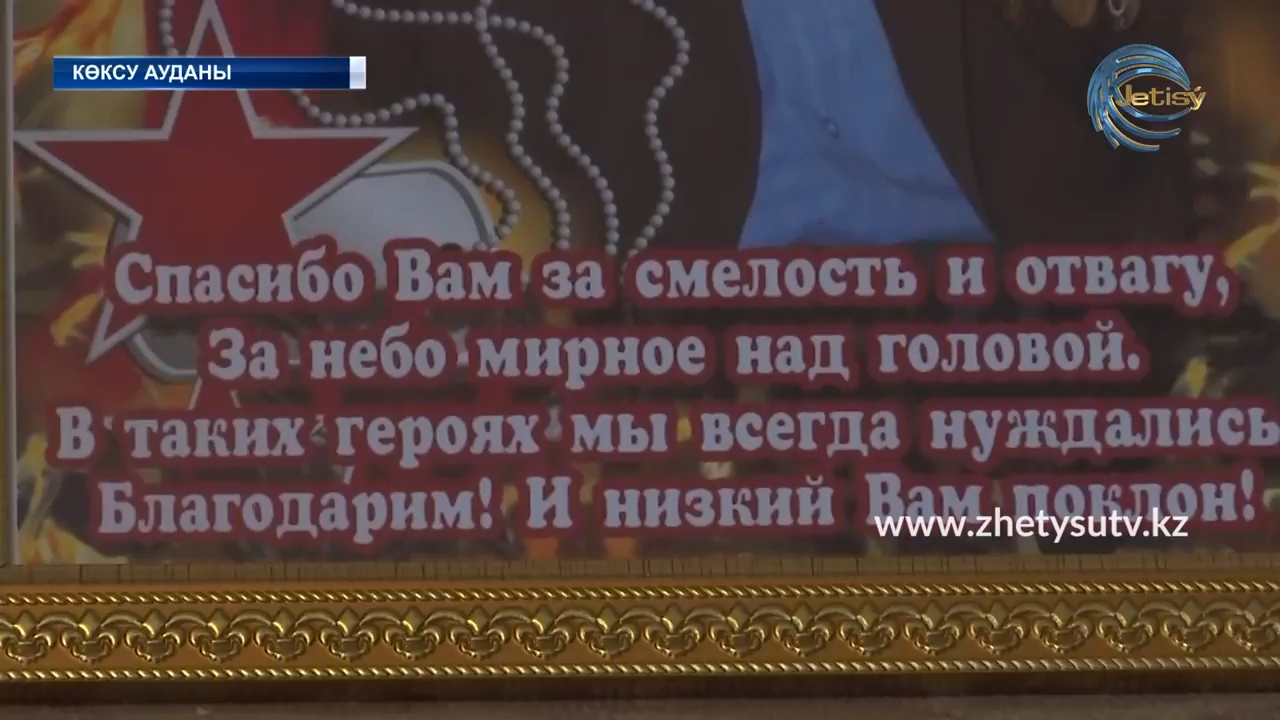 КӨКСУ АУДАНЫ
Jetisý
Спасибо Вам за смелость и отвагу,
За небо мирное над головой.
В таких героях мы всегда нуждались
Благодарим! И низкий Вам поклон!
www.zhetysutv.kz